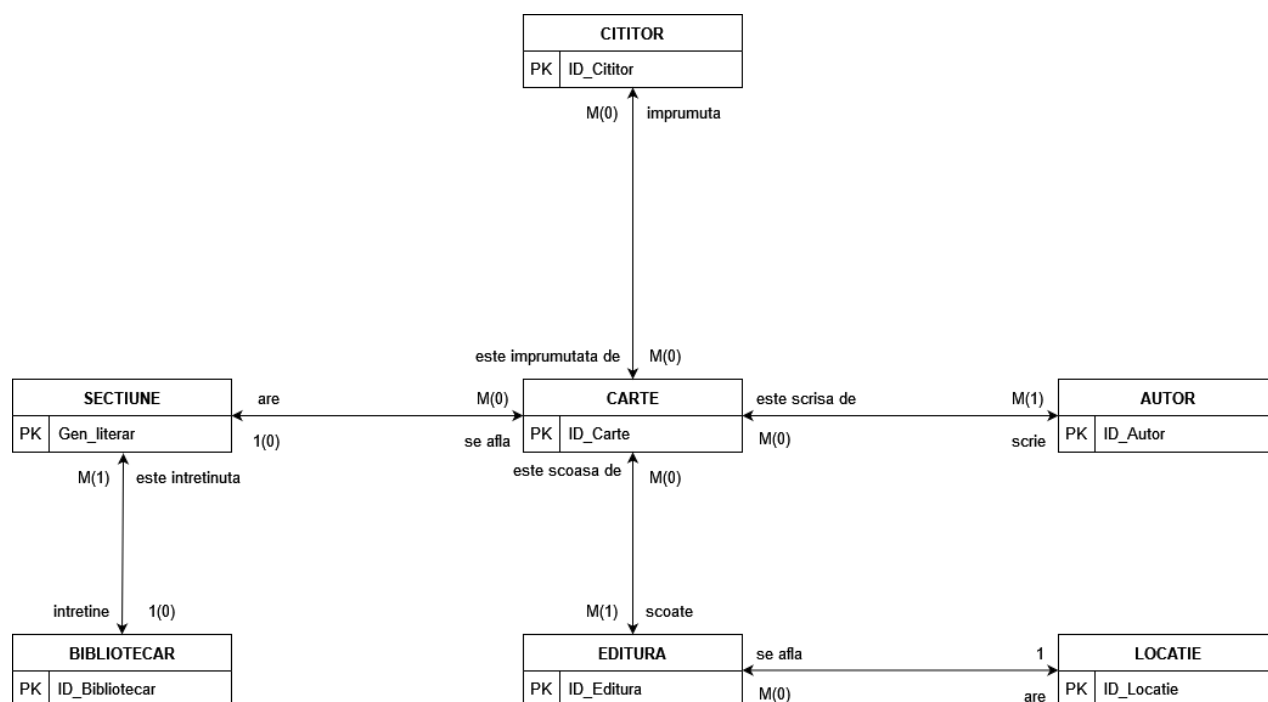 CITITOR
PK ID_Cititor
M(0) imprumuta
este imprumutata de M(0)
SECTIUNE are M(0) CARTE este scrisa de M(1) AUTOR
PK Gen_literar 1(0) se afla PK ID_Carte M(0) scrie PK ID_Autor
M(1) este intretinuta este scoasa de M(0)
intretine 1(0) M(1) scoate
BIBLIOTECAR EDITURA se afla 1 LOCATIE
PK ID_Bibliotecar PK ID_Editura M(0) are PK ID_Locatie